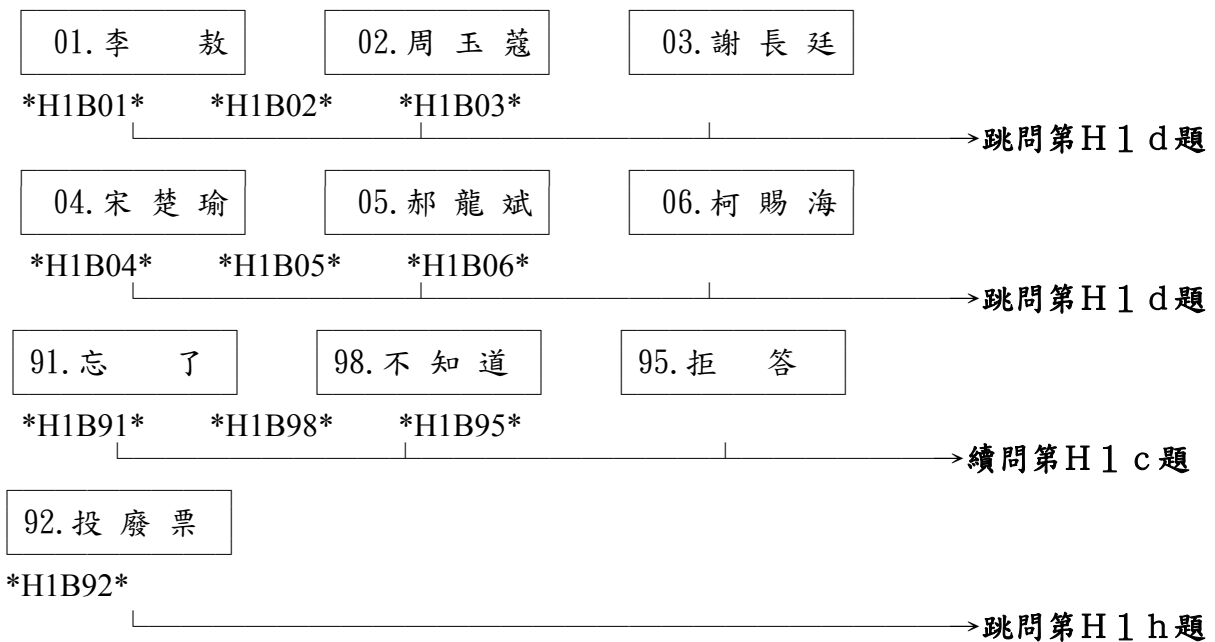 01.李　　敖　02.周 玉 蔻　03.謝 長 廷
*H1B01*　*H1B02*　*H1B03*
跳問第Ｈ１ｄ題
04.宋 楚 瑜　05.郝 龍 斌　06.柯 賜 海
*H1B04*　*H1B05*　*H1B06*
跳問第Ｈ１ｄ題
91.忘　　了　98.不 知 道　95.拒　　答
*H1B91*　*H1B98*　*H1B95*
續問第Ｈ１ｃ題
92.投 廢 票
*H1B92*
跳問第Ｈ１ｈ題